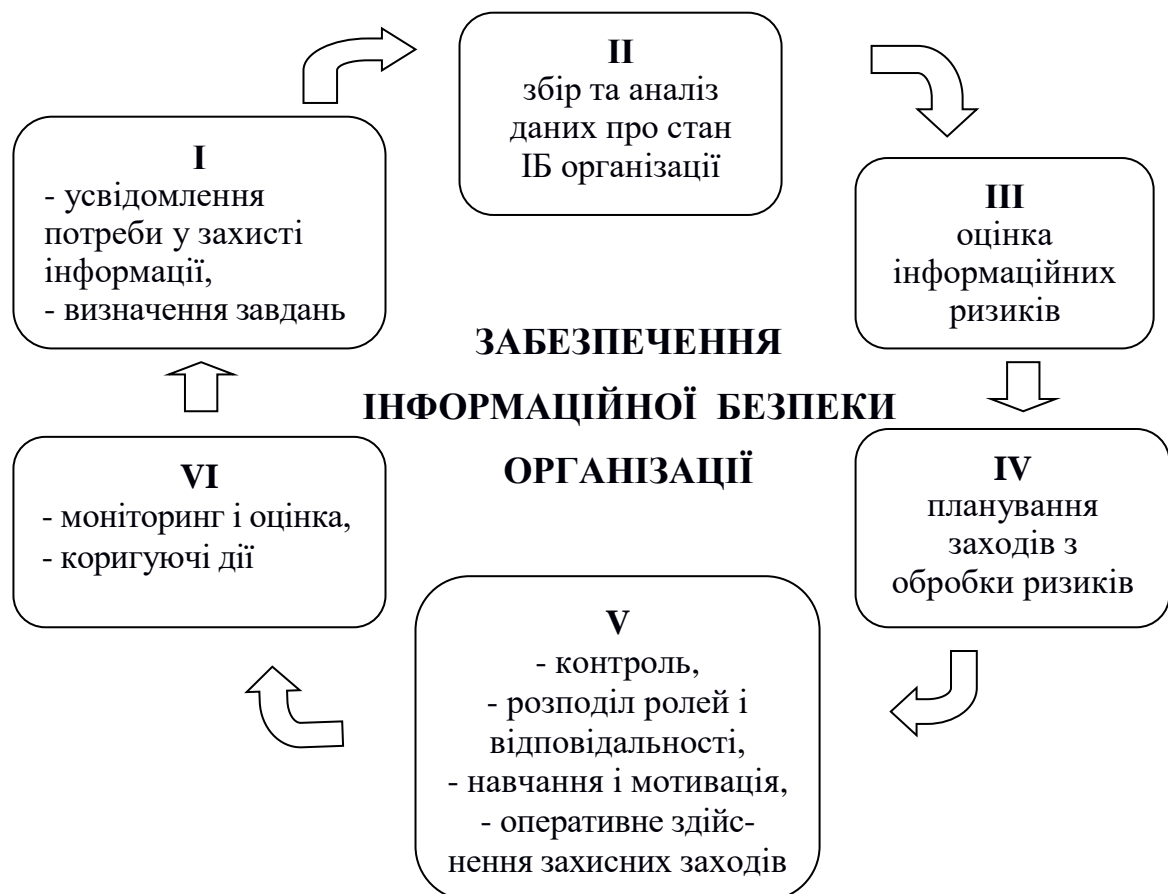 I
- усвідомлення
потреби у захисті
інформації,
- визначення завдань
II
збір та аналіз
даних про стан
ІБ організації
III
оцінка
інформаційних
ризиків
IV
планування
заходів з
обробки ризиків
V
- контроль,
- розподіл ролей і
відповідальності,
- навчання і мотивація,
- оперативне здійс-
нення захисних заходів
VI
- моніторинг і оцінка,
- коригуючі дії
ЗАБЕЗПЕЧЕННЯ
ІНФОРМАЦІЙНОЇ БЕЗПЕКИ
ОРГАНІЗАЦІЇ